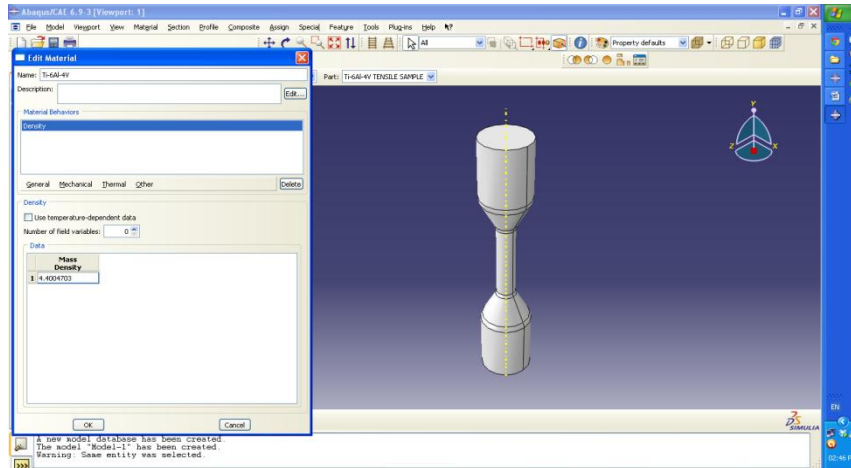 Abaqus/CAE 6.9-3 [Viewport: 1]
File Model Viewport View Material Section Profile Composite Assign Special Feature Tools Plug-ins Help
All Property defaults
Edit Material
Name: Ti-6Al-4V
Part: Ti-6Al-4V TENSILE SAMPLE
Description:
Edit...
Material Behaviors
Density
General Mechanical Thermal Other Delete
Density
Use temperature-dependent data
Number of field variables: 0
Data
Mass
Density
1 4.4004703
OK Cancel
Y
Z X
SIMULIA
EN
A new model database has been created.
The model "Model-1" has been created.
Warning: Same entity was selected.
>>>